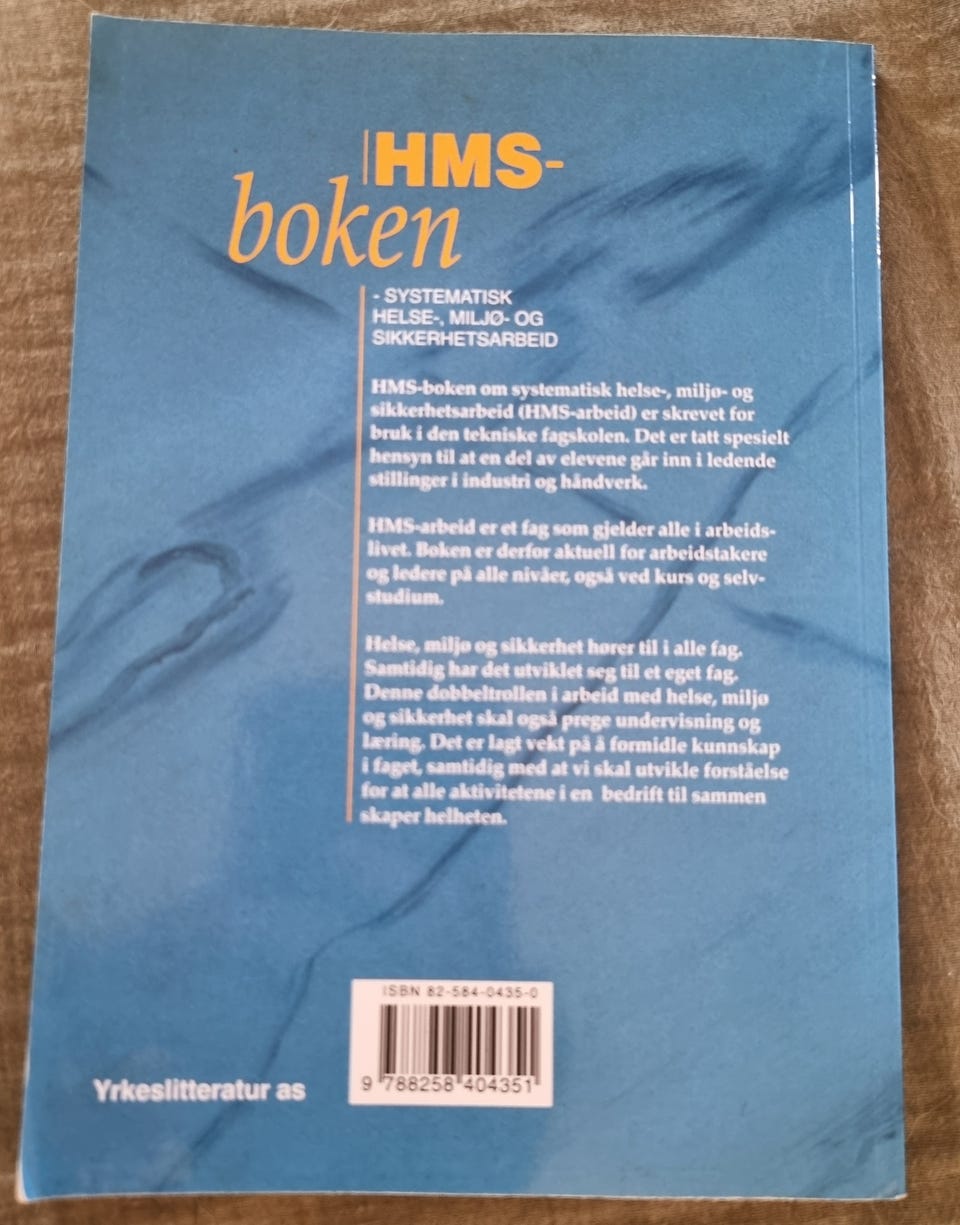 HMS-
boken
- SYSTEMATISK
HELSE-, MILJØ- OG
SIKKERHETSARBEID
HMS-boken om systematisk helse-, miljø- og
sikkerhetsarbeid (HMS-arbeid) er skrevet for
bruk i den tekniske fagskolen. Det er tatt spesielt
hensyn til at en del av elevene går inn i ledende
stillinger i industri og håndverk.
HMS-arbeid er et fag som gjelder alle i arbeids-
livet. Boken er derfor aktuell for arbeidstakere
og ledere på alle nivåer, også ved kurs og selv-
studium.
Helse, miljø og sikkerhet hører til i alle fag.
Samtidig har det utviklet seg til et eget fag.
Denne dobbeltrollen i arbeid med helse, miljø
og sikkerhet skal også prege undervisning og
læring. Det er lagt vekt på å formidle kunnskap
i faget, samtidig med at vi skal utvikle forståelse
for at alle aktivitetene i en bedrift til sammen
skaper helheten.
ISBN 82-584-0435-0
9 788258 404351
Yrkeslitteratur as